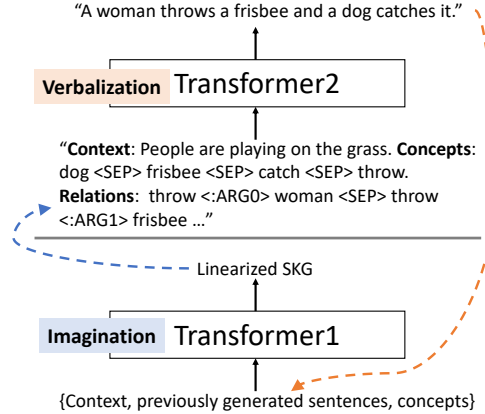 “A woman throws a frisbee and a dog catches it.”
Verbalization
Transformer2
“Context: People are playing on the grass. Concepts:
dog <SEP> frisbee <SEP> catch <SEP> throw.
Relations: throw <:ARG0> woman <SEP> throw
<:ARG1> frisbee …”
Linearized SKG
Imagination
Transformer1
{Context, previously generated sentences, concepts}